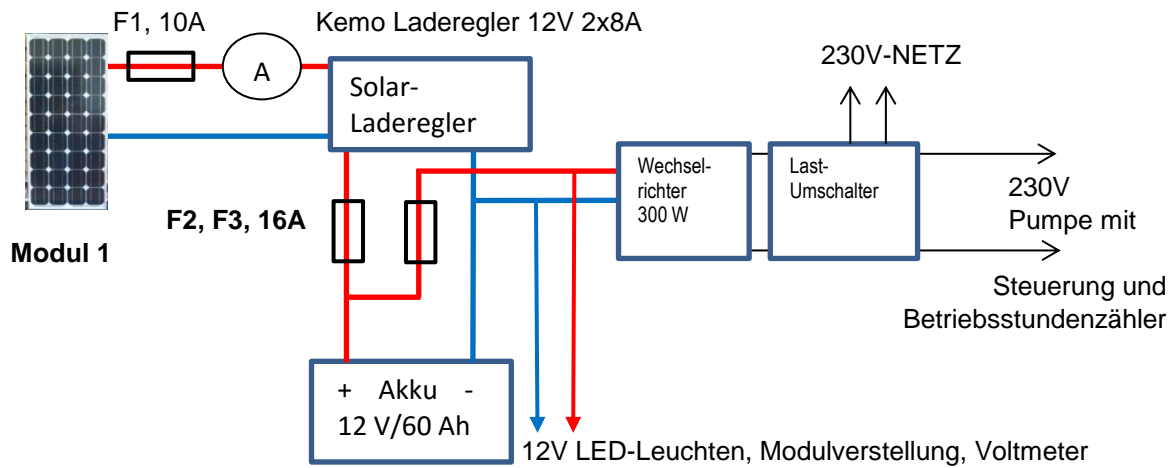 F1, 10A
Kemo Laderegler 12V 2x8A
A
Solar-
Laderegler
230V-NETZ
Wechsel-
richter
300 W
Last-
Umschalter
F2, F3, 16A
Modul 1
230V
Pumpe mit
Steuerung und
Betriebsstundenzähler
+ Akku -
12 V/60 Ah
12V LED-Leuchten, Modulverstellung, Voltmeter